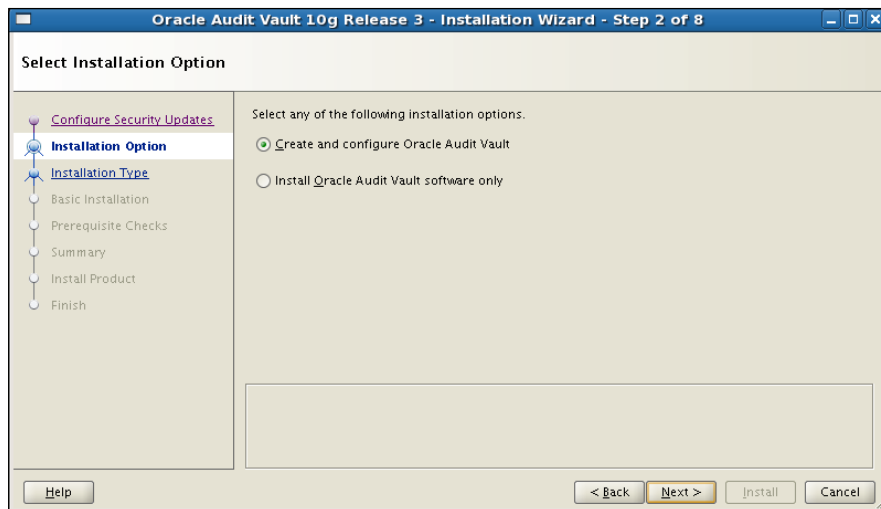 Oracle Audit Vault 10g Release 3 - Installation Wizard - Step 2 of 8
Select Installation Option
Configure Security Updates
Installation Option
Installation Type
Basic Installation
Prerequisite Checks
Summary
Install Product
Finish
Select any of the following installation options.
Create and configure Oracle Audit Vault
Install Oracle Audit Vault software only
Help
< Back
Next >
Install
Cancel